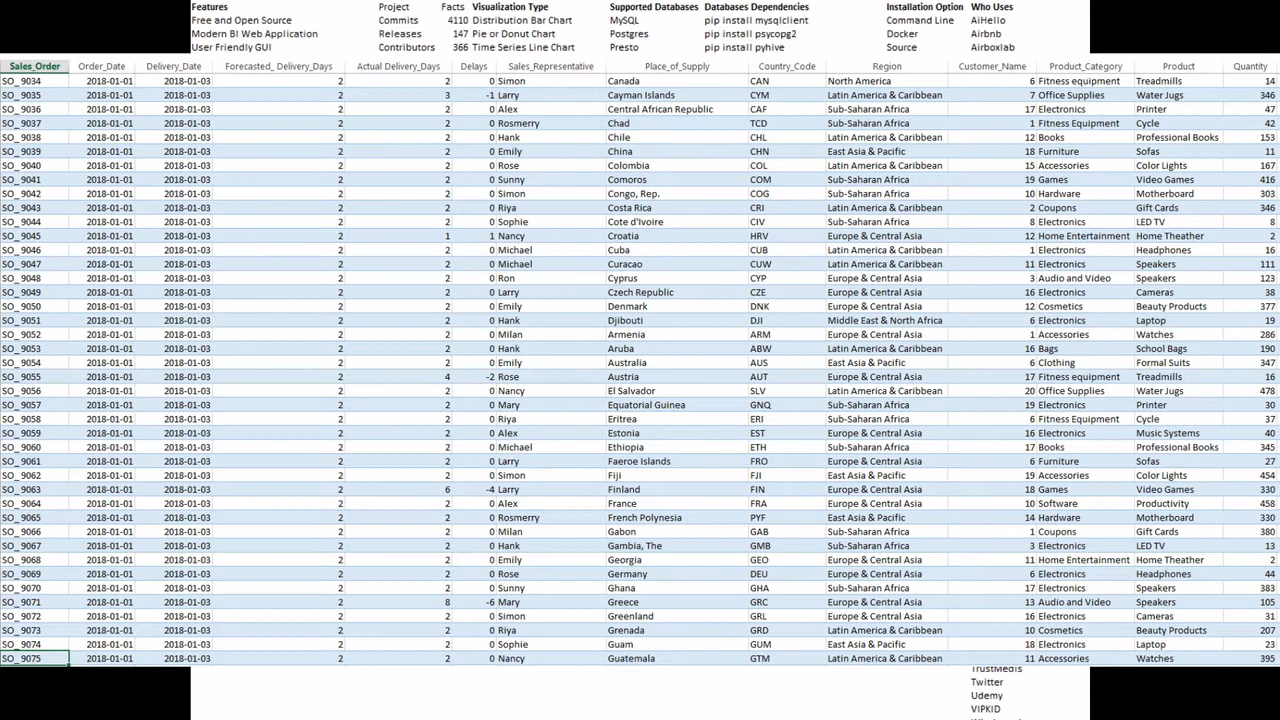 Features Project Facts Visualization Type Supported Databases Databases Dependencies Installation Option Who Uses
Free and Open Source Commits 4110 Distribution Bar Chart MySQL pip install mysqlclient Command Line AiHello
Modern BI Web Application Releases 147 Pie or Donut Chart Postgres pip install psycopg2 Docker Airbnb
User Friendly GUI Contributors 366 Time Series Line Chart Presto pip install pyhive Source Airboxlab
Sales_Order Order_Date Delivery_Date Forecasted_ Delivery_Days Actual Delivery_Days Delays Sales_Representative Place_of_Supply Country_Code Region Customer_Name Product_Category Product Quantity
SO_9034 2018-01-01 2018-01-03 2 2 0 Simon Canada CAN North America 6 Fitness equipment Treadmills 14
SO_9035 2018-01-01 2018-01-03 2 3 -1 Larry Cayman Islands CYM Latin America & Caribbean 7 Office Supplies Water Jugs 346
SO_9036 2018-01-01 2018-01-03 2 2 0 Alex Central African Republic CAF Sub-Saharan Africa 17 Electronics Printer 47
SO_9037 2018-01-01 2018-01-03 2 2 0 Rosmerry Chad TCD Sub-Saharan Africa 1 Fitness Equipment Cycle 42
SO_9038 2018-01-01 2018-01-03 2 2 0 Hank Chile CHL Latin America & Caribbean 12 Books Professional Books 153
SO_9039 2018-01-01 2018-01-03 2 2 0 Emily China CHN East Asia & Pacific 18 Furniture Sofas 11
SO_9040 2018-01-01 2018-01-03 2 2 0 Rose Colombia COL Latin America & Caribbean 15 Accessories Color Lights 167
SO_9041 2018-01-01 2018-01-03 2 2 0 Sunny Comoros COM Sub-Saharan Africa 19 Games Video Games 416
SO_9042 2018-01-01 2018-01-03 2 2 0 Simon Congo, Rep. COG Sub-Saharan Africa 10 Hardware Motherboard 303
SO_9043 2018-01-01 2018-01-03 2 2 0 Riya Costa Rica CRI Latin America & Caribbean 2 Coupons Gift Cards 346
SO_9044 2018-01-01 2018-01-03 2 2 0 Sophie Cote d'Ivoire CIV Sub-Saharan Africa 8 Electronics LED TV 8
SO_9045 2018-01-01 2018-01-03 2 1 1 Nancy Croatia HRV Europe & Central Asia 12 Home Entertainment Home Theather 2
SO_9046 2018-01-01 2018-01-03 2 2 0 Michael Cuba CUB Latin America & Caribbean 1 Electronics Headphones 16
SO_9047 2018-01-01 2018-01-03 2 2 0 Michael Curacao CUW Latin America & Caribbean 11 Electronics Speakers 111
SO_9048 2018-01-01 2018-01-03 2 2 0 Ron Cyprus CYP Europe & Central Asia 3 Audio and Video Speakers 123
SO_9049 2018-01-01 2018-01-03 2 2 0 Larry Czech Republic CZE Europe & Central Asia 16 Electronics Cameras 38
SO_9050 2018-01-01 2018-01-03 2 2 0 Emily Denmark DNK Europe & Central Asia 12 Cosmetics Beauty Products 377
SO_9051 2018-01-01 2018-01-03 2 2 0 Hank Djibouti DJI Middle East & North Africa 6 Electronics Laptop 19
SO_9052 2018-01-01 2018-01-03 2 2 0 Milan Armenia ARM Europe & Central Asia 1 Accessories Watches 286
SO_9053 2018-01-01 2018-01-03 2 2 0 Hank Aruba ABW Latin America & Caribbean 16 Bags School Bags 190
SO_9054 2018-01-01 2018-01-03 2 2 0 Emily Australia AUS East Asia & Pacific 6 Clothing Formal Suits 347
SO_9055 2018-01-01 2018-01-03 2 4 -2 Rose Austria AUT Europe & Central Asia 17 Fitness equipment Treadmills 16
SO_9056 2018-01-01 2018-01-03 2 2 0 Nancy El Salvador SLV Latin America & Caribbean 20 Office Supplies Water Jugs 478
SO_9057 2018-01-01 2018-01-03 2 2 0 Mary Equatorial Guinea GNQ Sub-Saharan Africa 19 Electronics Printer 30
SO_9058 2018-01-01 2018-01-03 2 2 0 Riya Eritrea ERI Sub-Saharan Africa 6 Fitness Equipment Cycle 37
SO_9059 2018-01-01 2018-01-03 2 2 0 Alex Estonia EST Europe & Central Asia 16 Electronics Music Systems 40
SO_9060 2018-01-01 2018-01-03 2 2 0 Michael Ethiopia ETH Sub-Saharan Africa 17 Books Professional Books 345
SO_9061 2018-01-01 2018-01-03 2 2 0 Larry Faeroe Islands FRO Europe & Central Asia 6 Furniture Sofas 27
SO_9062 2018-01-01 2018-01-03 2 2 0 Simon Fiji FJI East Asia & Pacific 19 Accessories Color Lights 454
SO_9063 2018-01-01 2018-01-03 2 6 -4 Larry Finland FIN Europe & Central Asia 18 Games Video Games 330
SO_9064 2018-01-01 2018-01-03 2 2 0 Alex France FRA Europe & Central Asia 10 Software Productivity 458
SO_9065 2018-01-01 2018-01-03 2 2 0 Rosmerry French Polynesia PYF East Asia & Pacific 14 Hardware Motherboard 330
SO_9066 2018-01-01 2018-01-03 2 2 0 Milan Gabon GAB Sub-Saharan Africa 1 Coupons Gift Cards 380
SO_9067 2018-01-01 2018-01-03 2 2 0 Hank Gambia, The GMB Sub-Saharan Africa 3 Electronics LED TV 13
SO_9068 2018-01-01 2018-01-03 2 2 0 Emily Georgia GEO Europe & Central Asia 11 Home Entertainment Home Theather 2
SO_9069 2018-01-01 2018-01-03 2 2 0 Rose Germany DEU Europe & Central Asia 6 Electronics Headphones 44
SO_9070 2018-01-01 2018-01-03 2 2 0 Sunny Ghana GHA Sub-Saharan Africa 17 Electronics Speakers 383
SO_9071 2018-01-01 2018-01-03 2 8 -6 Mary Greece GRC Europe & Central Asia 13 Audio and Video Speakers 105
SO_9072 2018-01-01 2018-01-03 2 2 0 Simon Greenland GRL Europe & Central Asia 16 Electronics Cameras 31
SO_9073 2018-01-01 2018-01-03 2 2 0 Riya Grenada GRD Latin America & Caribbean 10 Cosmetics Beauty Products 207
SO_9074 2018-01-01 2018-01-03 2 2 0 Sophie Guam GUM East Asia & Pacific 18 Electronics Laptop 23
SO_9075 2018-01-01 2018-01-03 2 2 0 Nancy Guatemala GTM Latin America & Caribbean 11 Accessories Watches 395
TrustMedis
Twitter
Udemy
VIPKID